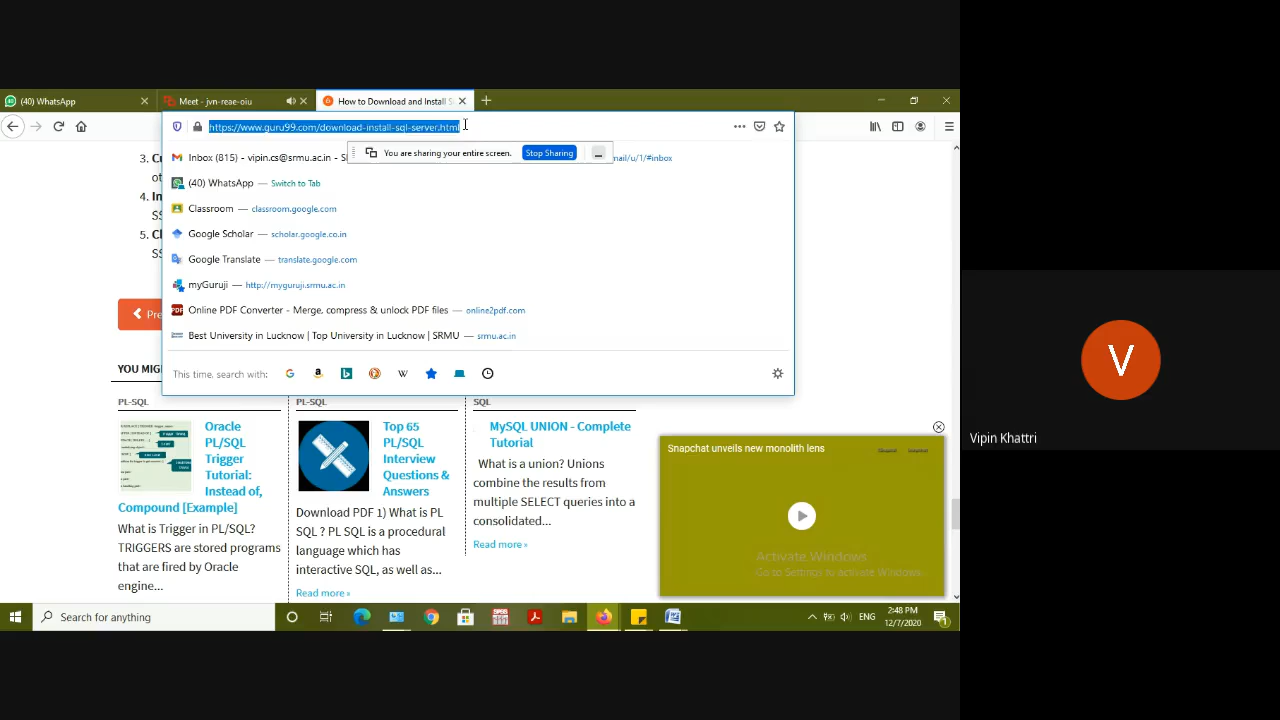 (40) WhatsApp
Meet - jvn-reae-oiu
How to Download and Install S
https://www.guru99.com/download-install-sql-server.html
You are sharing your entire screen.
Stop Sharing
Inbox (815) - vipin.cs@srmu.ac.in - S
mail/u/1/#inbox
(40) WhatsApp — Switch to Tab
Classroom — classroom.google.com
Google Scholar — scholar.google.co.in
Google Translate — translate.google.com
myGuruji — http://myguruji.srmu.ac.in
Online PDF Converter - Merge, compress & unlock PDF files — online2pdf.com
Best University in Lucknow | Top University in Lucknow | SRMU — srmu.ac.in
This time, search with:
3. Cu
ot
4. In
SS
5. Cl
SS
Pre
YOU MIG
PL-SQL
Oracle
PL/SQL
Trigger
Tutorial:
Instead of,
Compound [Example]
What is Trigger in PL/SQL?
TRIGGERS are stored programs
that are fired by Oracle
engine...
PL-SQL
Top 65
PL/SQL
Interview
Questions &
Answers
Download PDF 1) What is PL
SQL ? PL SQL is a procedural
language which has
interactive SQL, as well as...
Read more »
SQL
MySQL UNION - Complete
Tutorial
What is a union? Unions
combine the results from
multiple SELECT queries into a
consolidated...
Read more »
Snapchat unveils new monolith lens
Activate Windows
Go to Settings to activate Windows.
Search for anything
ENG
2:48 PM
12/7/2020
1
V
Vipin Khattri